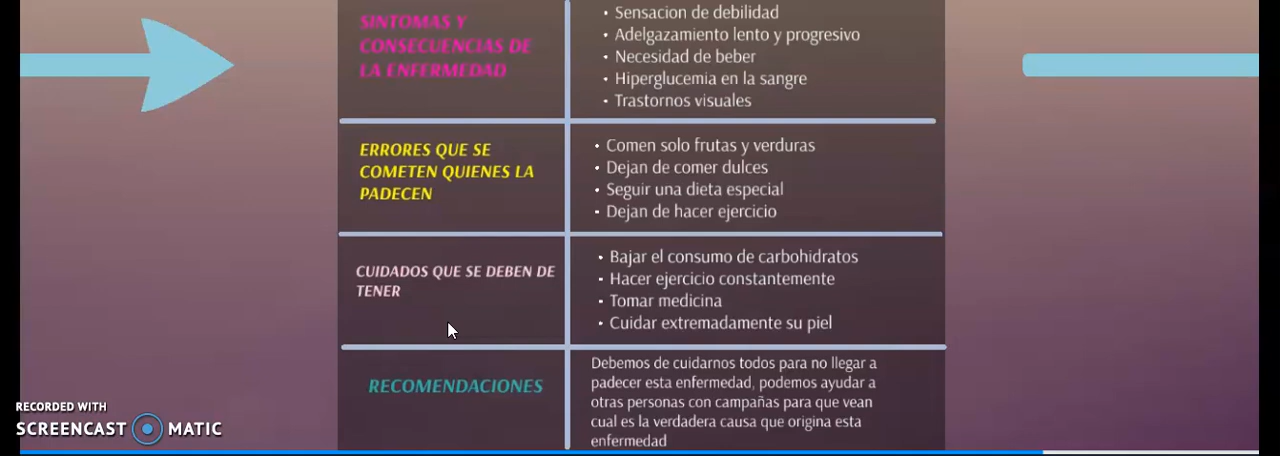 SINTOMAS Y
CONSECUENCIAS DE
LA ENFERMEDAD
• Sensacion de debilidad
• Adelgazamiento lento y progresivo
• Necesidad de beber
• Hiperglucemia en la sangre
• Trastornos visuales
ERRORES QUE SE
COMETEN QUIENES LA
PADECEN
• Comen solo frutas y verduras
• Dejan de comer dulces
• Seguir una dieta especial
• Dejan de hacer ejercicio
CUIDADOS QUE SE DEBEN DE
TENER
• Bajar el consumo de carbohidratos
• Hacer ejercicio constantemente
• Tomar medicina
• Cuidar extremadamente su piel
RECOMENDACIONES
Debemos de cuidarnos todos para no llegar a
padecer esta enfermedad, podemos ayudar a
otras personas con campañas para que vean
cual es la verdadera causa que origina esta
enfermedad
RECORDED WITH
SCREENCAST MATIC